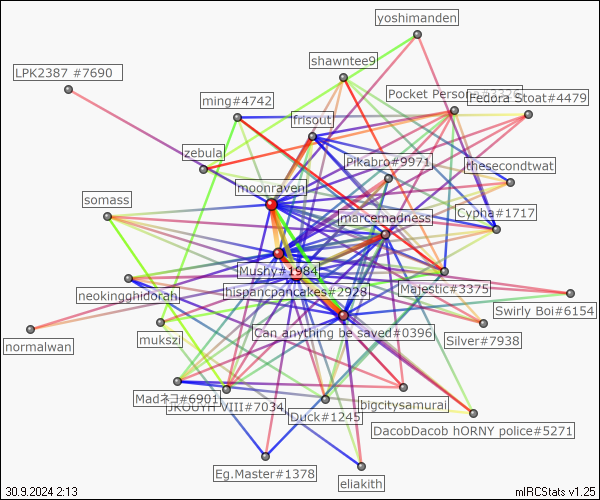 yoshimanden
shawntee9
LPK2387 #7690
Pocket Person
Fedora Stoat#4479
ming#4742
frisout
zebula
Pikabro#9971
thesecondtwat
moonraven
somass
marcemadness
Cypha#1717
Mushy#1984
hispancpancakes#2928
Majestic#3375
neokingghidorah
Swirly Boi#6154
normalwan
mukszi
Can anything be saved#0396
Silver#7938
Madネコ#6901
VIII#7034
Duck#1245
bigcitysamurai
DacobDacob hORNY police#5271
Eg.Master#1378
eliakith
30.9.2024 2:13
mIRCStats v1.25